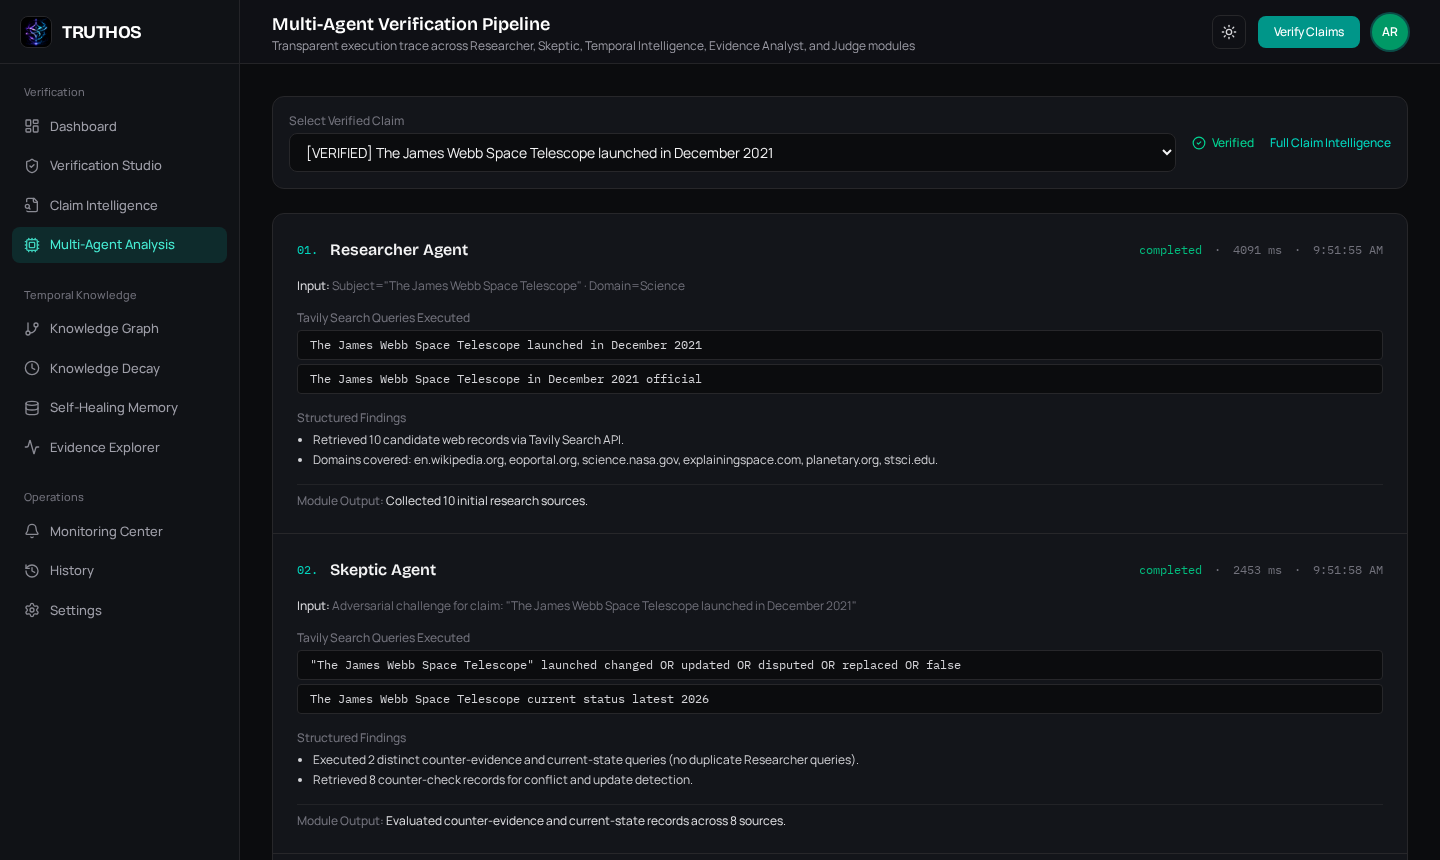 TRUTHOS
Multi-Agent Verification Pipeline
Transparent execution trace across Researcher, Skeptic, Temporal Intelligence, Evidence Analyst, and Judge modules
Verify Claims
AR
Verification
Dashboard
Verification Studio
Claim Intelligence
Multi-Agent Analysis
Temporal Knowledge
Knowledge Graph
Knowledge Decay
Self-Healing Memory
Evidence Explorer
Operations
Monitoring Center
History
Settings
Select Verified Claim
[VERIFIED] The James Webb Space Telescope launched in December 2021
Verified
Full Claim Intelligence
01. Researcher Agent
completed · 4091 ms · 9:51:55 AM
Input: Subject="The James Webb Space Telescope" · Domain=Science
Tavily Search Queries Executed
The James Webb Space Telescope launched in December 2021
The James Webb Space Telescope in December 2021 official
Structured Findings
• Retrieved 10 candidate web records via Tavily Search API.
• Domains covered: en.wikipedia.org, eoportal.org, science.nasa.gov, explainingspace.com, planetary.org, stsci.edu.
Module Output: Collected 10 initial research sources.
02. Skeptic Agent
completed · 2453 ms · 9:51:58 AM
Input: Adversarial challenge for claim: "The James Webb Space Telescope launched in December 2021"
Tavily Search Queries Executed
"The James Webb Space Telescope" launched changed OR updated OR disputed OR replaced OR false
The James Webb Space Telescope current status latest 2026
Structured Findings
• Executed 2 distinct counter-evidence and current-state queries (no duplicate Researcher queries).
• Retrieved 8 counter-check records for conflict and update detection.
Module Output: Evaluated counter-evidence and current-state records across 8 sources.